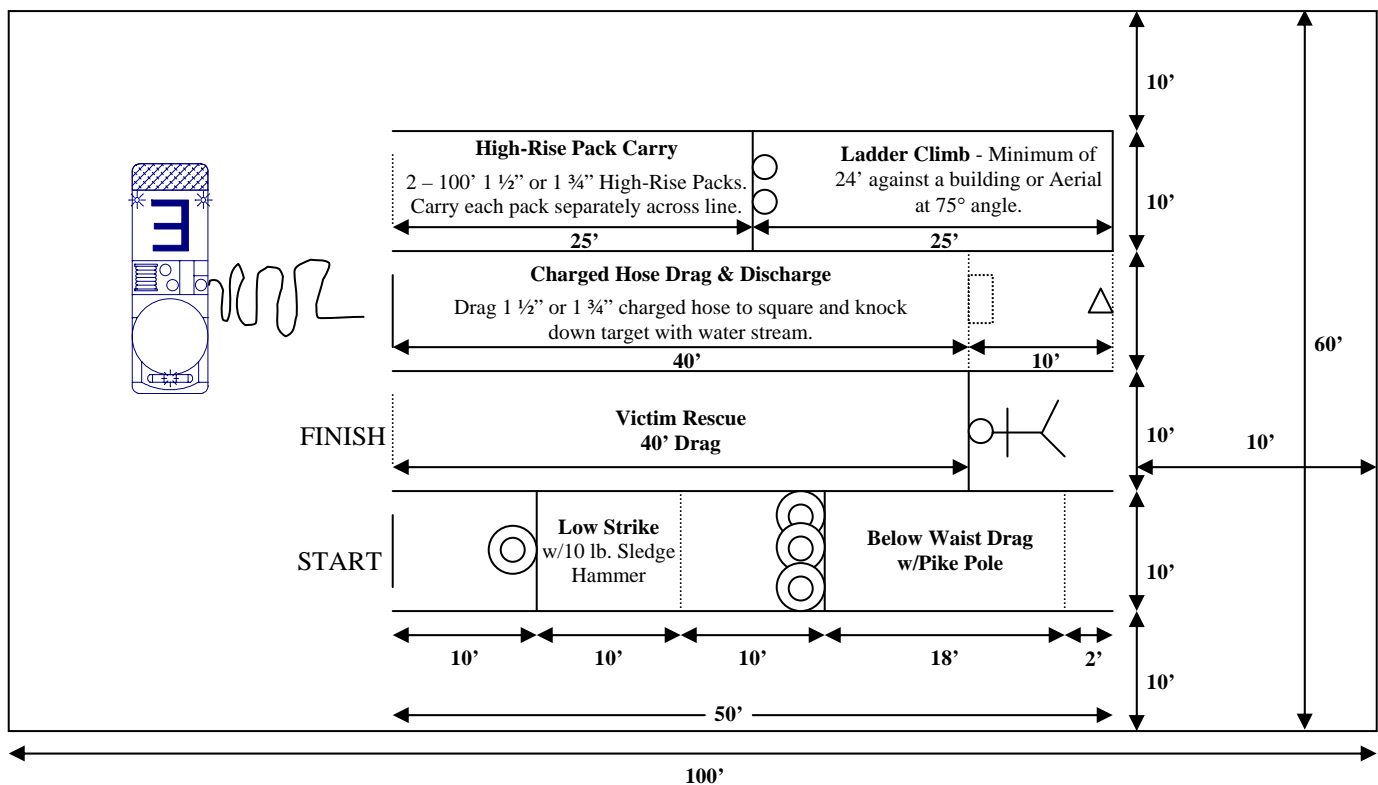 10’
High-Rise Pack Carry
2 – 100’ 1 ½” or 1 ¾” High-Rise Packs.
Carry each pack separately across line.
25’
Ladder Climb - Minimum of
24’ against a building or Aerial
at 75° angle.
25’
10’
E
Charged Hose Drag & Discharge
Drag 1 ½” or 1 ¾” charged hose to square and knock
down target with water stream.
40’
10’
60’
FINISH
Victim Rescue
40’ Drag
10’
10’
START
Low Strike
w/10 lb. Sledge
Hammer
Below Waist Drag
w/Pike Pole
10’
10’
10’
10’
18’
2’
10’
50’
100’